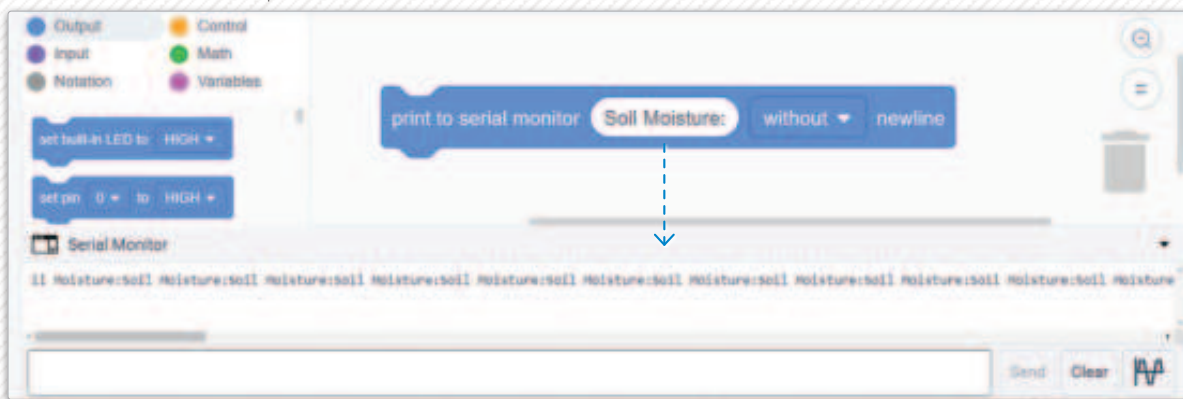 Output Control
Input Math
Notation Variables
set built-in LED to HIGH
set pin 0 to HIGH
print to serial monitor Soil Moisture: without newline
=
Serial Monitor
il Moisture:Soil Moisture:Soil Moisture:Soil Moisture:Soil Moisture:Soil Moisture:Soil Moisture:Soil Moisture:Soil Moisture:Soil Moisture:Soil Moisture
Send Clear